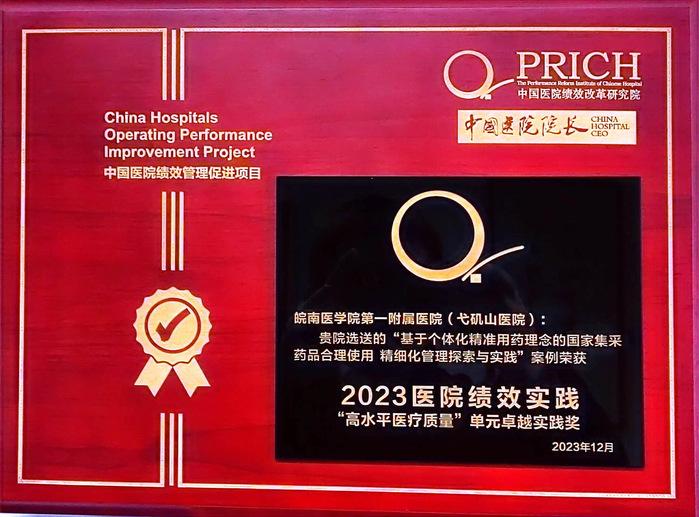 PRICH
The Performance Reform Institute of Chinese Hospital
中国医院绩效改革研究院
中国医院院长 CHINA HOSPITAL CEO
China Hospitals
Operating Performance
Improvement Project
中国医院绩效管理促进项目
皖南医学院第一附属医院（弋矶山医院）:
贵院选送的“基于个体化精准用药理念的国家集采
药品合理使用 精细化管理探索与实践”案例荣获
2023医院绩效实践
“高水平医疗质量”单元卓越实践奖
2023年12月